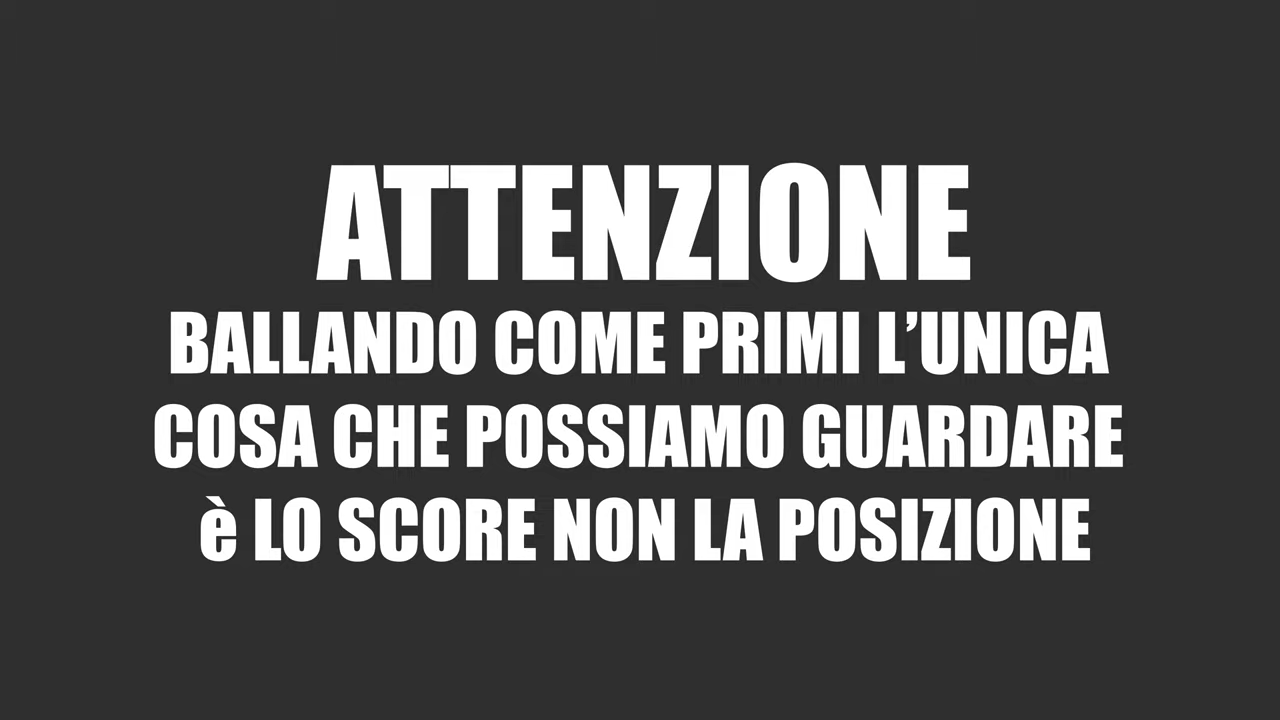 ATTENZIONE
BALLANDO COME PRIMI L’UNICA
COSA CHE POSSIAMO GUARDARE
è LO SCORE NON LA POSIZIONE